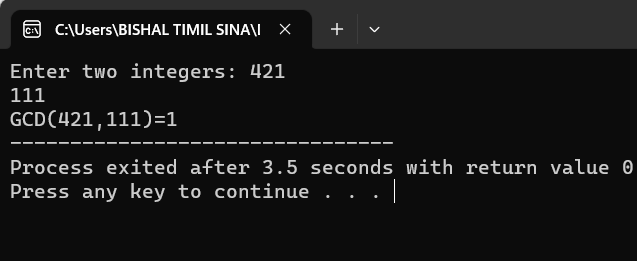 C:\Users\BISHAL TIMIL SINA\I
Enter two integers: 421
111
GCD(421,111)=1
--------------------------------
Process exited after 3.5 seconds with return value 0
Press any key to continue . . .